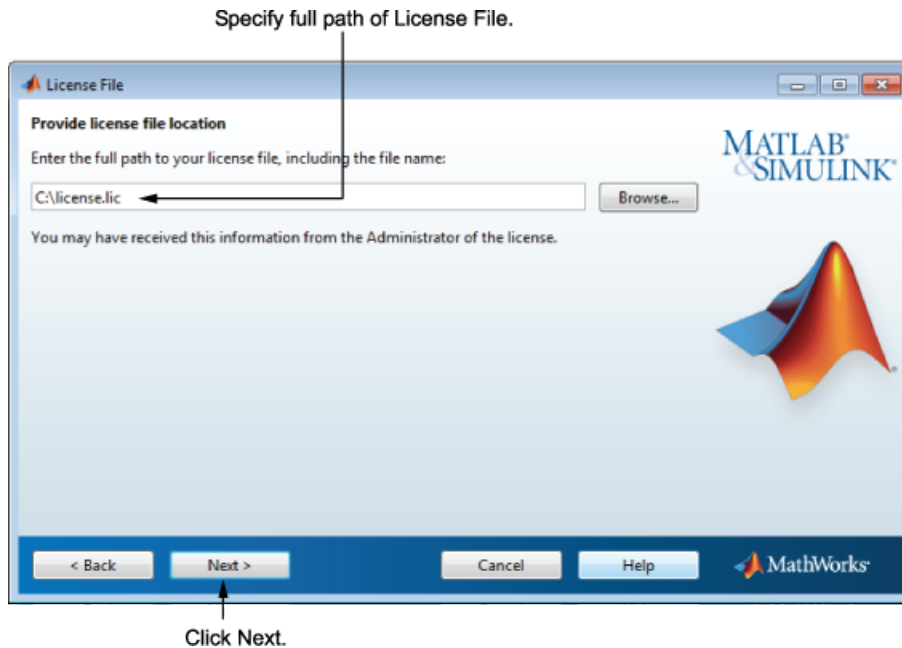 Specify full path of License File.
License File
Provide license file location
Enter the full path to your license file, including the file name:
C:\license.lic
Browse...
You may have received this information from the Administrator of the license.
MATLAB®
&SIMULINK®
< Back
Next >
Cancel
Help
MathWorks®
Click Next.